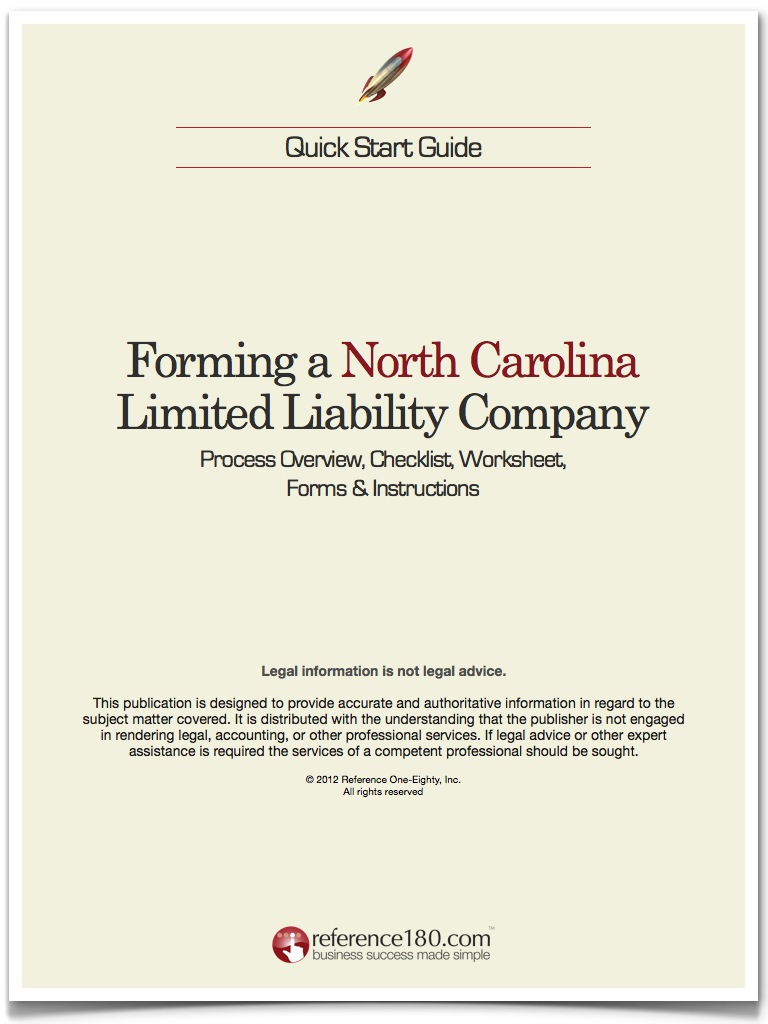 Quick Start Guide
Forming a North Carolina
Limited Liability Company
Process Overview, Checklist, Worksheet,
Forms & Instructions
Legal information is not legal advice.
This publication is designed to provide accurate and authoritative information in regard to the
subject matter covered. It is distributed with the understanding that the publisher is not engaged
in rendering legal, accounting, or other professional services. If legal advice or other expert
assistance is required the services of a competent professional should be sought.
© 2012 Reference One-Eighty, Inc.
All rights reserved
reference180.com™
business success made simple